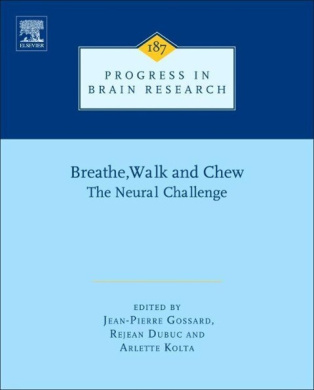 ELSEVIER
187
PROGRESS IN
BRAIN RESEARCH
Breathe, Walk and Chew
The Neural Challenge
EDITED BY
JEAN-PIERRE GOSSARD,
REJEAN DUBUC AND
ARLETTE KOLTA